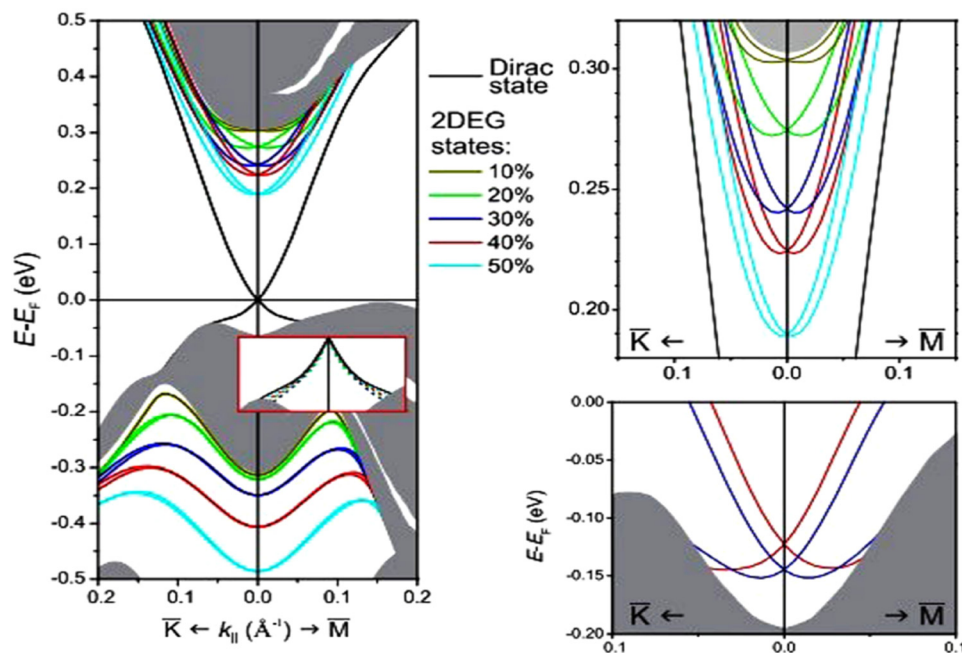 0.5
0.4
0.3
0.2
0.1
0.0
-0.1
-0.2
-0.3
-0.4
-0.5
E-E_F (eV)
0.2 0.1 0.0 0.1 0.2
K̅ ← k_|| (Å⁻¹) → M̅
Dirac
state
2DEG
states:
10%
20%
30%
40%
50%
0.30
0.25
0.20
K̅ ← → M̅
0.1 0.0 0.1
0.00
-0.05
-0.10
-0.15
-0.20
E-E_F (eV)
K̅ ← → M̅
0.1 0.0 0.1